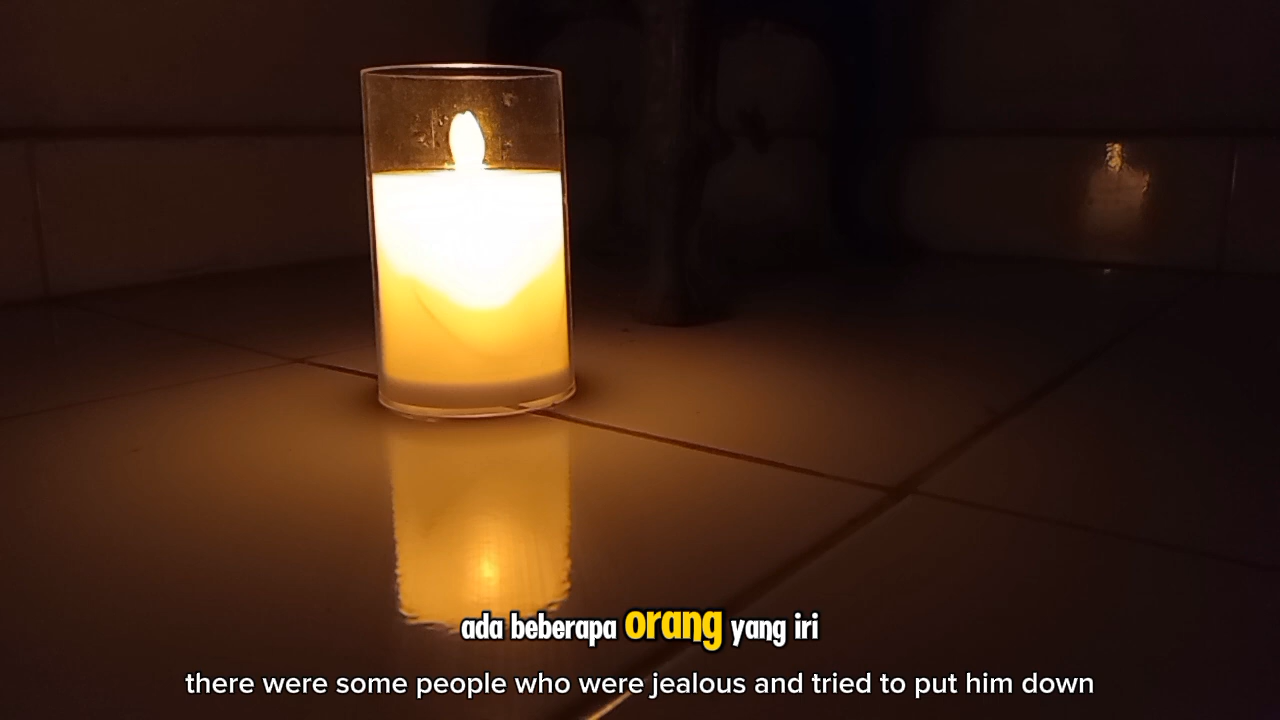 ada beberapa orang yang iri
there were some people who were jealous and tried to put him down